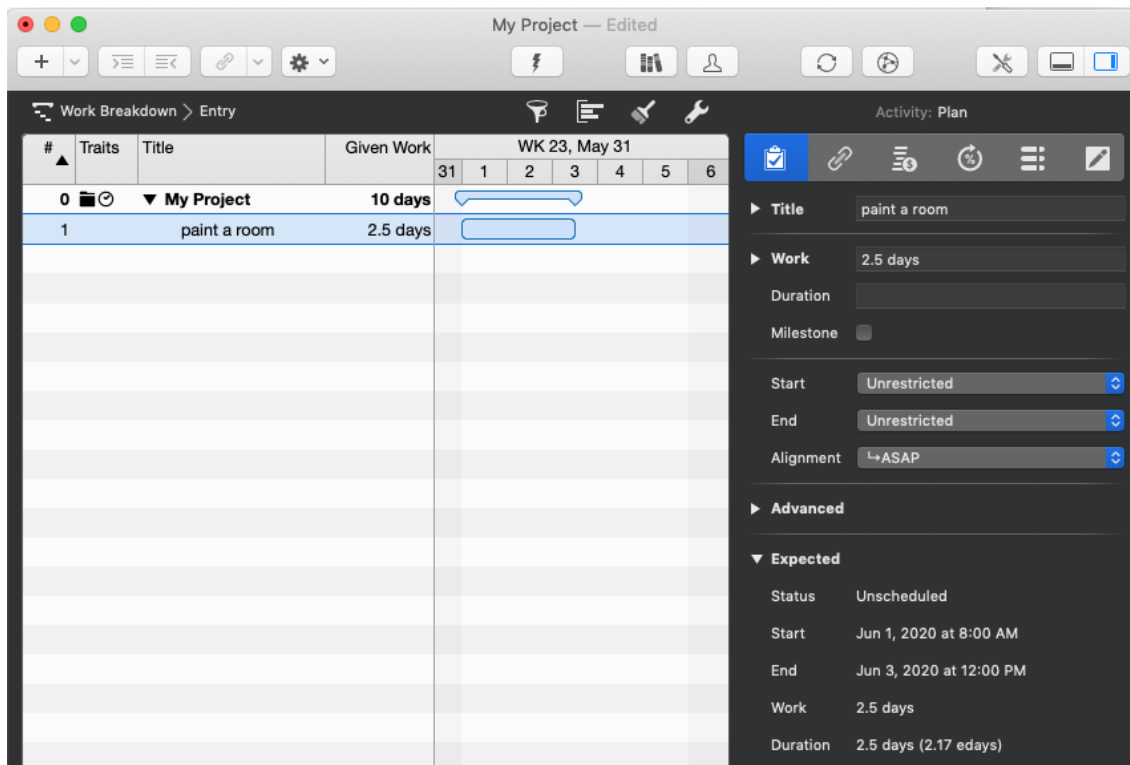 My Project — Edited
Work Breakdown > Entry
Activity: Plan
# Traits Title Given Work WK 23, May 31
31 1 2 3 4 5 6
0 ▼ My Project 10 days
1 paint a room 2.5 days
Title paint a room
Work 2.5 days
Duration
Milestone
Start Unrestricted
End Unrestricted
Alignment ↳ASAP
Advanced
Expected
Status Unscheduled
Start Jun 1, 2020 at 8:00 AM
End Jun 3, 2020 at 12:00 PM
Work 2.5 days
Duration 2.5 days (2.17 edays)